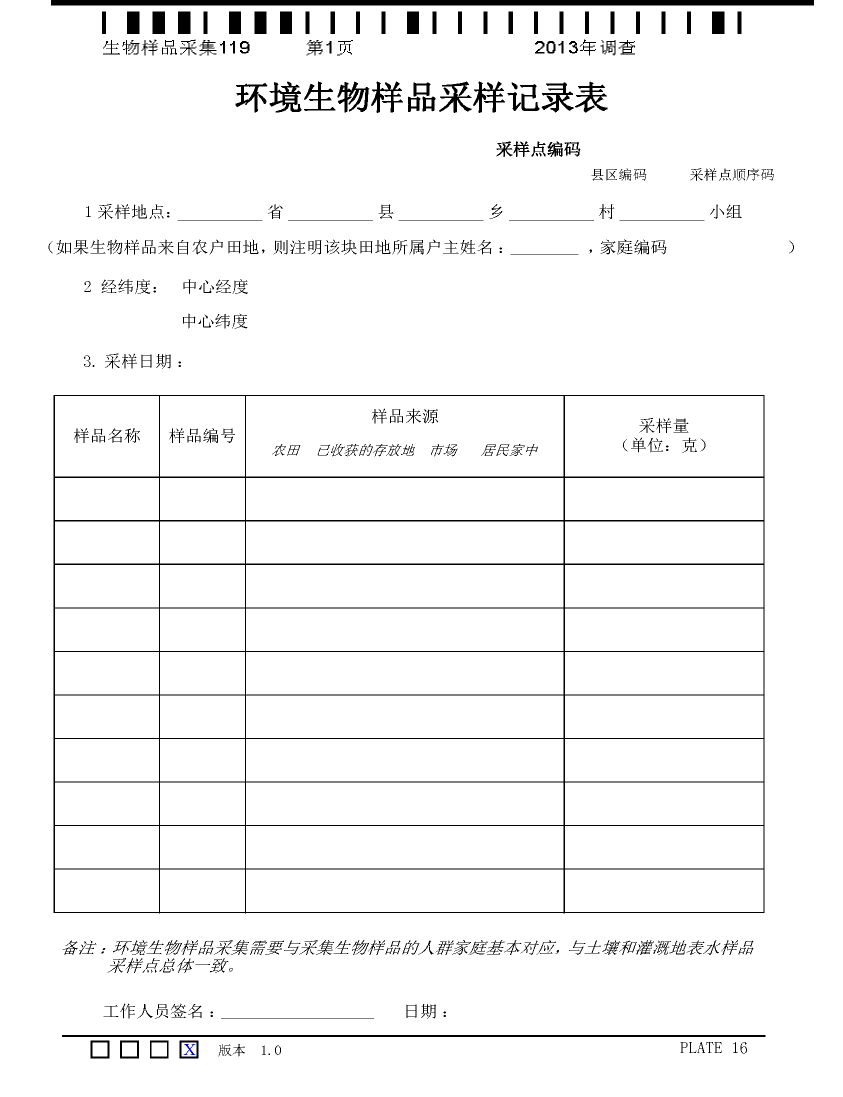 生物样品采集119 第1页 2013年调查
环境生物样品采样记录表
采样点编码
县区编码 采样点顺序码
1 采样地点：__________ 省 __________ 县 __________ 乡 __________ 村 __________ 小组
（如果生物样品来自农户田地，则注明该块田地所属户主姓名：________ ，家庭编码 ）
2 经纬度： 中心经度
中心纬度
3. 采样日期：
样品名称 样品编号 样品来源 采样量
农田 已收获的存放地 市场 居民家中 （单位：克）
备注：环境生物样品采集需要与采集生物样品的人群家庭基本对应，与土壤和灌溉地表水样品
采样点总体一致。
工作人员签名：__________________ 日期：
X 版本 1.0 PLATE 16